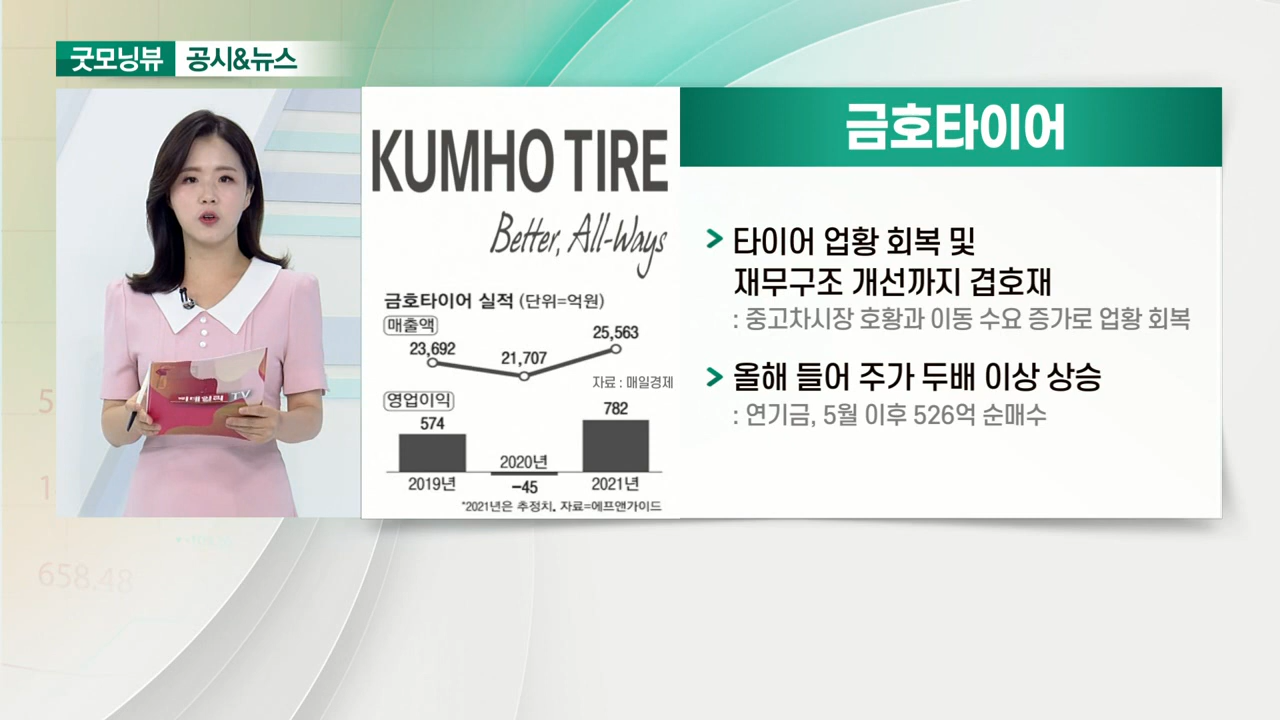 굿모닝뷰 공시&뉴스
KUMHO TIRE
Better, All-Ways
금호타이어 실적 (단위=억원)
매출액
23,692
21,707
25,563
자료 : 매일경제
영업이익
574
2020년
782
2019년
-45
2021년
*2021년은 추정치. 자료=에프앤가이드
금호타이어
> 타이어 업황 회복 및
재무구조 개선까지 겹호재
: 중고차시장 호황과 이동 수요 증가로 업황 회복
> 올해 들어 주가 두배 이상 상승
: 연기금, 5월 이후 526억 순매수
이데일리 TV
658.48